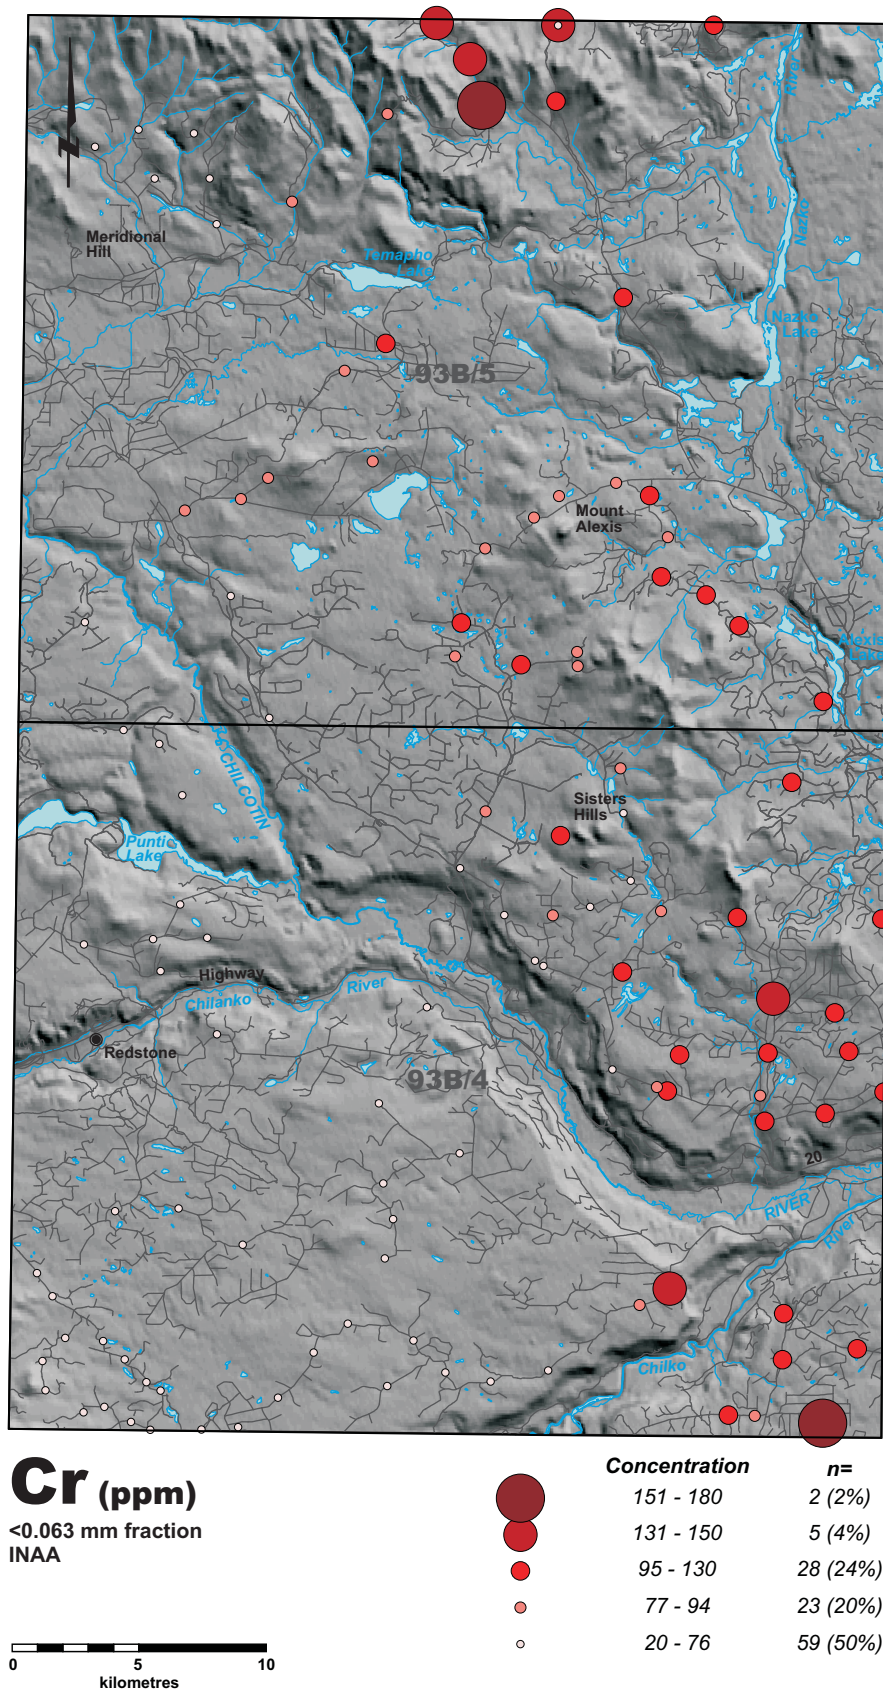 River
Nazko
Meridional
Hill
Temapho
Lake
Nazko
Lake
93B/5
Mount
Alexis
Alexis
Lake
CHILCOTIN
Sisters
Hills
Punti
Lake
Highway
River
Chilanko
Redstone
93B/4
20
RIVER
River
Chilko
Cr (ppm)
<0.063 mm fraction
INAA
Concentration n=
151 - 180 2 (2%)
131 - 150 5 (4%)
95 - 130 28 (24%)
77 - 94 23 (20%)
20 - 76 59 (50%)
0 5 10
kilometres